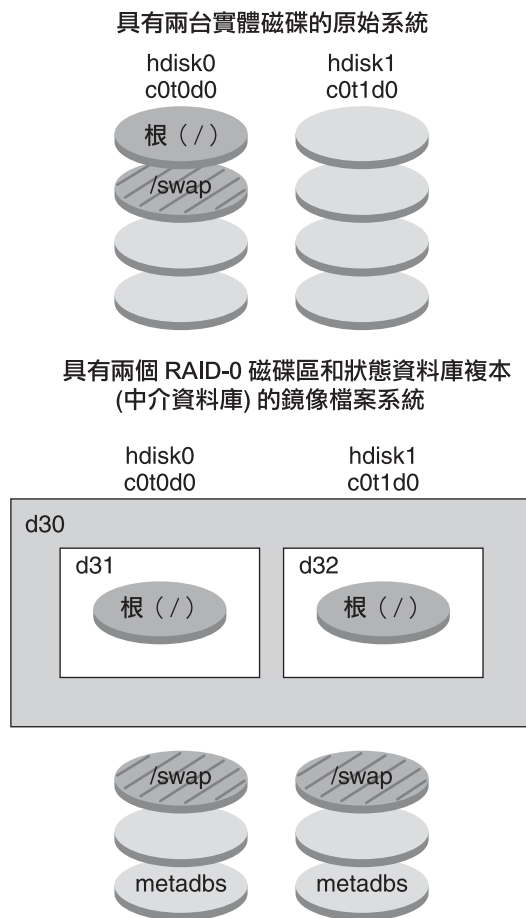 具有兩台實體磁碟的原始系統
hdisk0
c0t0d0
hdisk1
c0t1d0
根（/）
/swap
具有兩個 RAID-0 磁碟區和狀態資料庫複本
(中介資料庫) 的鏡像檔案系統
hdisk0
c0t0d0
hdisk1
c0t1d0
d30
d31
d32
根（/）
根（/）
/swap
/swap
metadbs
metadbs